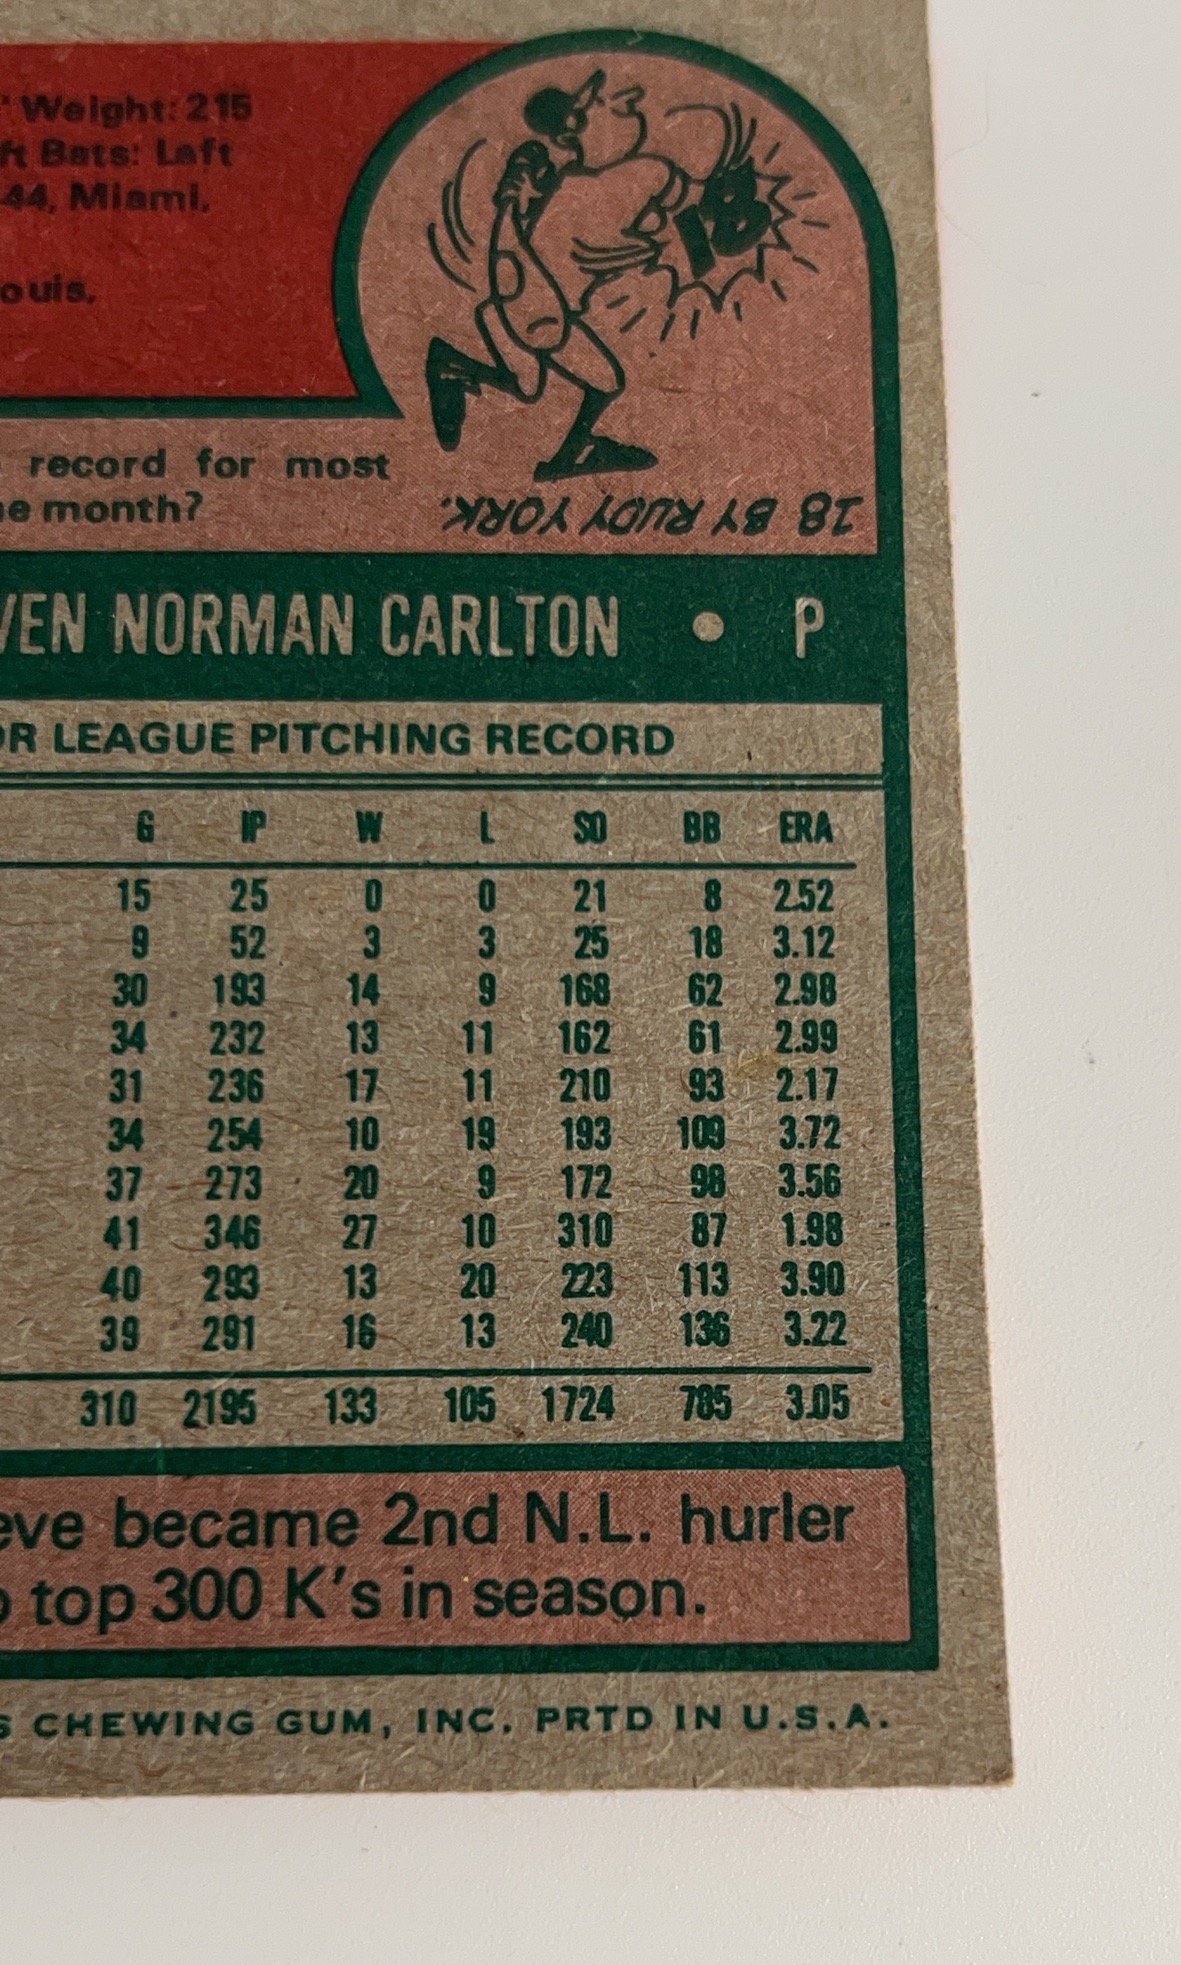 Weight: 215
ft Bats: Left
44, Miami,
ouis.
18
record for most
e month?
18 BY RUDY YORK.
VEN NORMAN CARLTON • P
OR LEAGUE PITCHING RECORD
G IP W L SO BB ERA
15 25 0 0 21 8 2.52
9 52 3 3 25 18 3.12
30 193 14 9 168 62 2.98
34 232 13 11 162 61 2.99
31 236 17 11 210 93 2.17
34 254 10 19 193 109 3.72
37 273 20 9 172 98 3.56
41 346 27 10 310 87 1.98
40 293 13 20 223 113 3.90
39 291 16 13 240 136 3.22
310 2195 133 105 1724 785 3.05
eve became 2nd N.L. hurler
o top 300 K's in season.
S CHEWING GUM, INC. PRTD IN U.S.A.